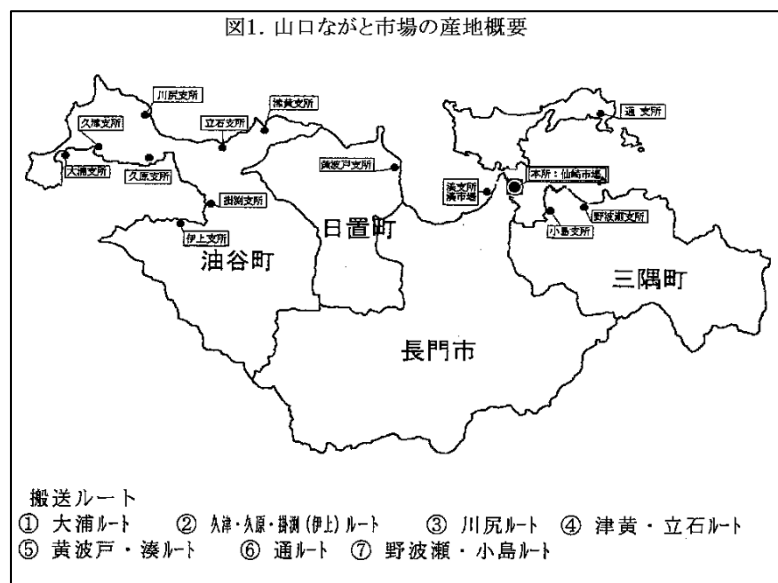 図1. 山口ながと市場の産地概要
川尻支所
津黄支所
通 支所
久津支所
立石支所
大浦支所
久原支所
黄波戸支所
本所：仙崎市場
湊支所
湊市場
掛渕支所
野波瀬支所
小島支所
伊上支所
日置町
油谷町
三隅町
長門市
搬送ルート
① 大浦ルート ② 久津・久原・掛渕(伊上)ルート ③ 川尻ルート ④ 津黄・立石ルート
⑤ 黄波戸・湊ルート ⑥ 通ルート ⑦ 野波瀬・小島ルート